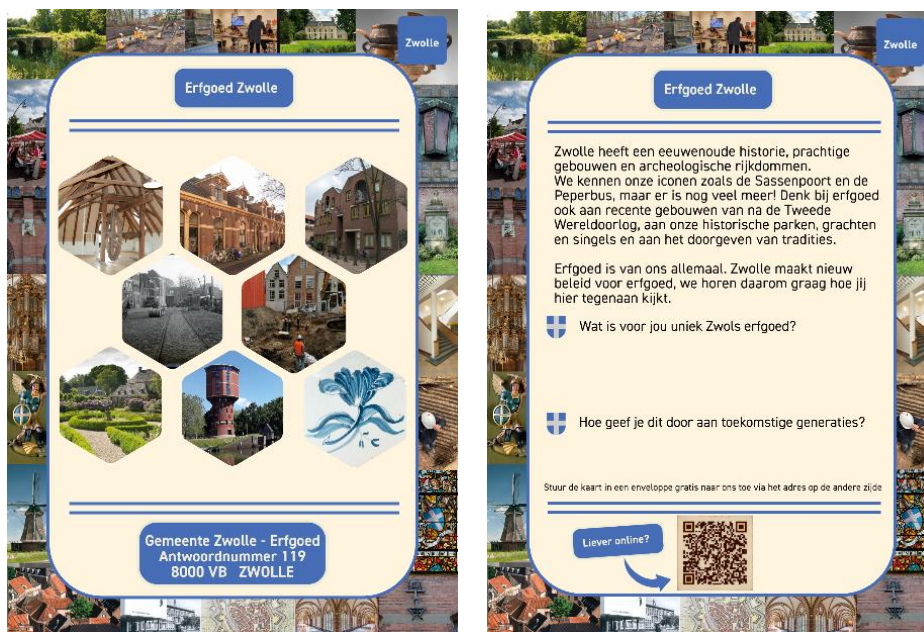 Zwolle
Erfgoed Zwolle
Gemeente Zwolle - Erfgoed
Antwoordnummer 119
8000 VB ZWOLLE
Zwolle
Erfgoed Zwolle
Zwolle heeft een eeuwenoude historie, prachtige
gebouwen en archeologische rijkdommen.
We kennen onze iconen zoals de Sassenpoort en de
Peperbus, maar er is nog veel meer! Denk bij erfgoed
ook aan recente gebouwen van na de Tweede
Wereldoorlog, aan onze historische parken, grachten
en singels en aan het doorgeven van tradities.
Erfgoed is van ons allemaal. Zwolle maakt nieuw
beleid voor erfgoed, we horen daarom graag hoe jij
hier tegenaan kijkt.
Wat is voor jou uniek Zwols erfgoed?
Hoe geef je dit door aan toekomstige generaties?
Stuur de kaart in een enveloppe gratis naar ons toe via het adres op de andere zijde
Liever online?